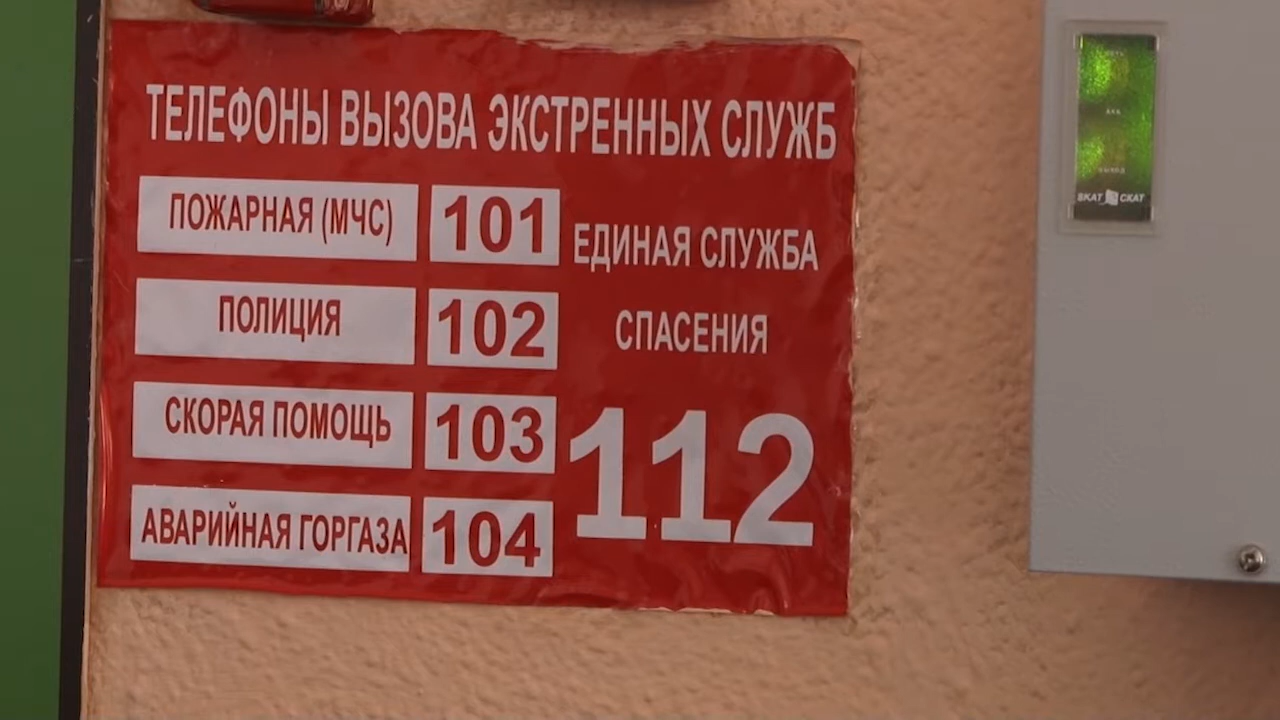 ТЕЛЕФОНЫ ВЫЗОВА ЭКСТРЕННЫХ СЛУЖБ
ПОЖАРНАЯ (МЧС) 101
ПОЛИЦИЯ 102
СКОРАЯ ПОМОЩЬ 103
АВАРИЙНАЯ ГОРГАЗА 104
ЕДИНАЯ СЛУЖБА
СПАСЕНИЯ
112
СКАТ